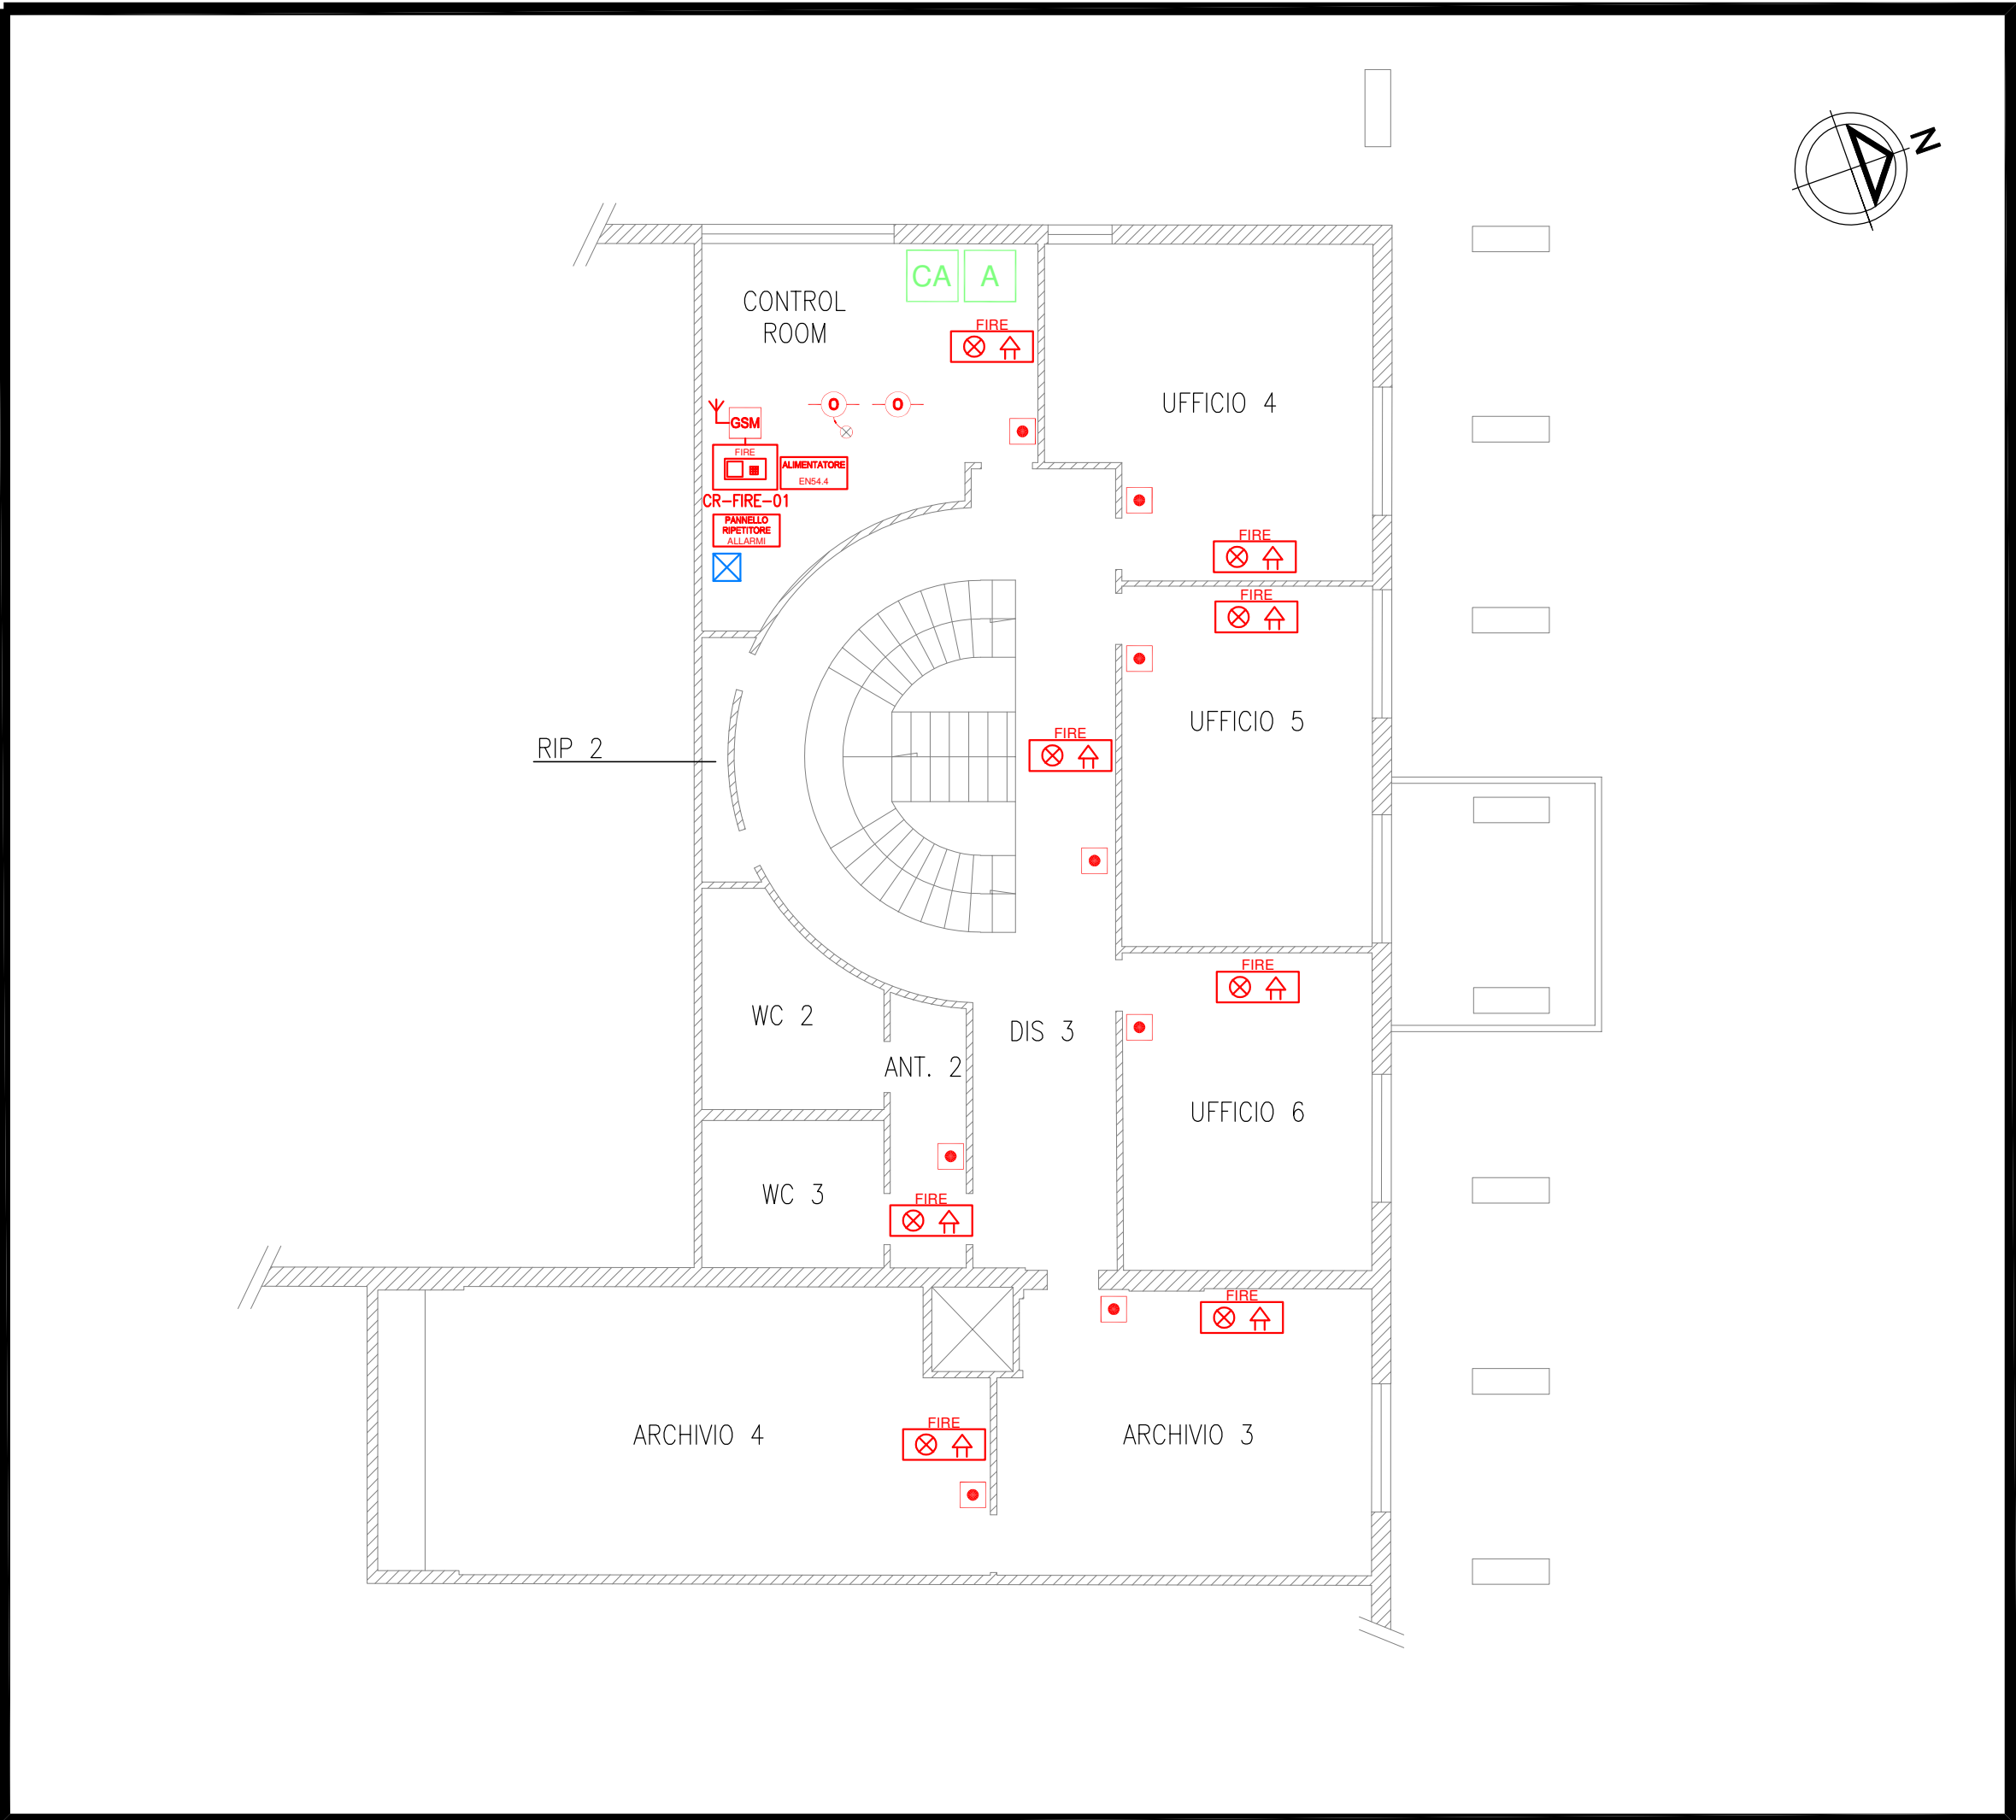 N
CA
A
CONTROL
ROOM
FIRE
UFFICIO 4
O
O
GSM
FIRE
ALIMENTATORE
EN54.4
CR-FIRE-01
PANNELLO
RIPETITORE
ALLARMI
FIRE
FIRE
UFFICIO 5
FIRE
RIP 2
FIRE
WC 2
DIS 3
ANT. 2
UFFICIO 6
WC 3
FIRE
FIRE
FIRE
ARCHIVIO 4
ARCHIVIO 3